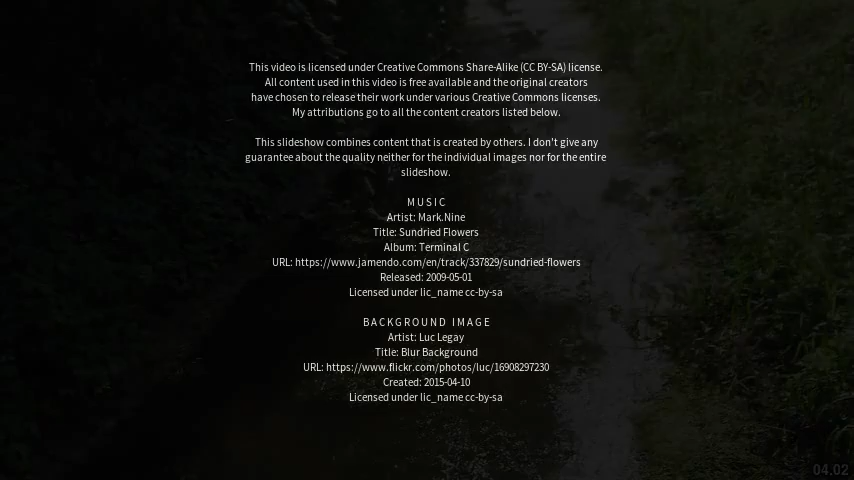 This video is licensed under Creative Commons Share-Alike (CC BY-SA) license.
All content used in this video is free available and the original creators
have chosen to release their work under various Creative Commons licenses.
My attributions go to all the content creators listed below.
This slideshow combines content that is created by others. I don't give any
guarantee about the quality neither for the individual images nor for the entire
slideshow.
MUSIC
Artist: Mark.Nine
Title: Sundried Flowers
Album: Terminal C
URL: https://www.jamendo.com/en/track/337829/sundried-flowers
Released: 2009-05-01
Licensed under lic_name cc-by-sa
BACKGROUND IMAGE
Artist: Luc Legay
Title: Blur Background
URL: https://www.flickr.com/photos/luc/16908297230
Created: 2015-04-10
Licensed under lic_name cc-by-sa
04.02